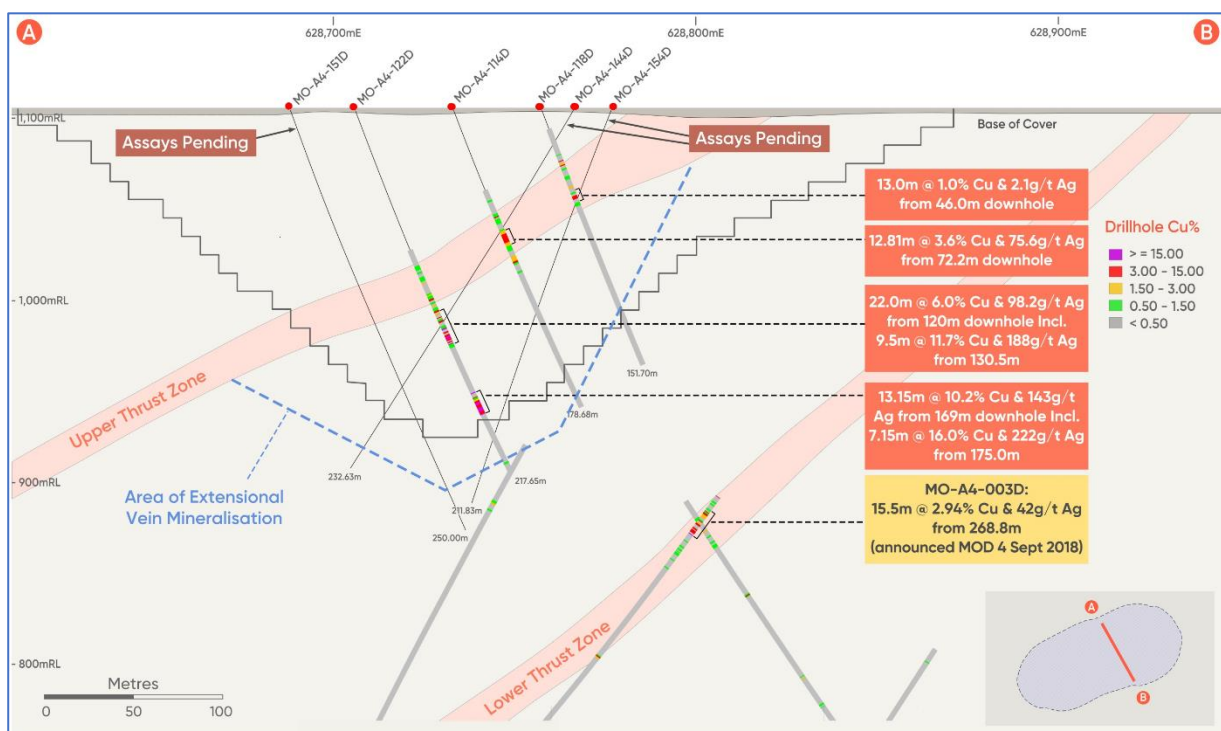 A
628,700mE
628,800mE
628,900mE
B
MO-A4-151D
MO-A4-122D
MO-A4-114D
MO-A4-118D
MO-A4-144D
MO-A4-154D
- 1,100mRL
Assays Pending
Assays Pending
Base of Cover
13.0m @ 1.0% Cu & 2.1g/t Ag
from 46.0m downhole
12.81m @ 3.6% Cu & 75.6g/t Ag
from 72.2m downhole
22.0m @ 6.0% Cu & 98.2g/t Ag
from 120m downhole Incl.
9.5m @ 11.7% Cu & 188g/t Ag
from 130.5m
13.15m @ 10.2% Cu & 143g/t
Ag from 169m downhole Incl.
7.15m @ 16.0% Cu & 222g/t Ag
from 175.0m
MO-A4-003D:
15.5m @ 2.94% Cu & 42g/t Ag
from 268.8m
(announced MOD 4 Sept 2018)
Drillhole Cu%
> = 15.00
3.00 - 15.00
1.50 - 3.00
0.50 - 1.50
< 0.50
- 1,000mRL
Upper Thrust Zone
151.70m
178.68m
232.63m
217.65m
211.83m
250.00m
- 900mRL
Area of Extensional
Vein Mineralisation
Lower Thrust Zone
- 800mRL
Metres
0 50 100
A
B